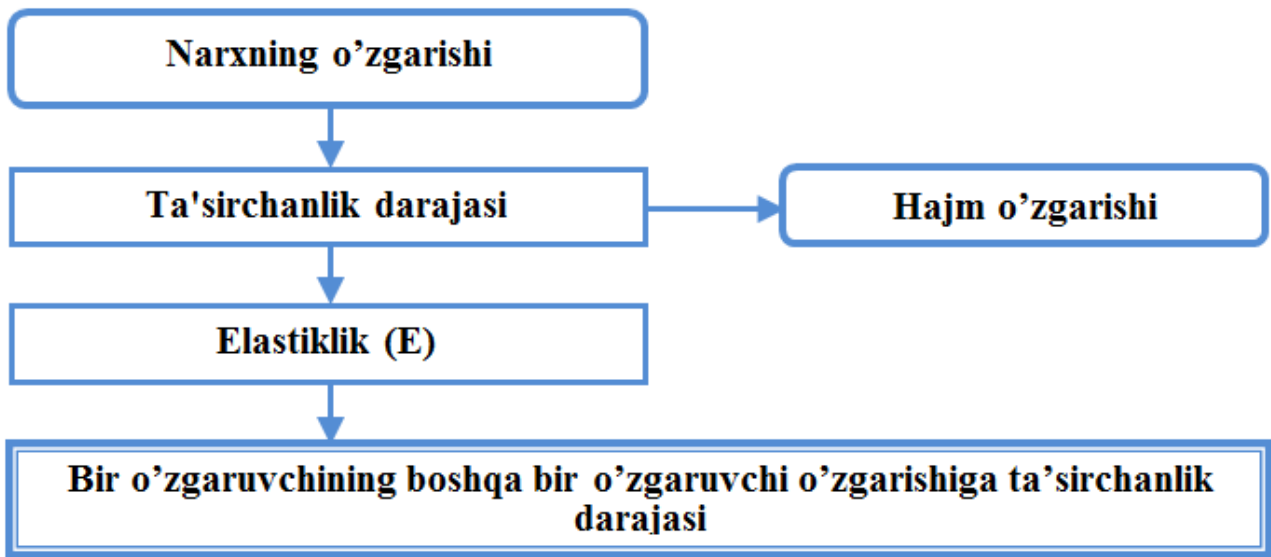 Narxning o’zgarishi
Ta'sirchanlik darajasi
Hajm o’zgarishi
Elastiklik (E)
Bir o’zgaruvchining boshqa bir o’zgaruvchi o’zgarishiga ta’sirchanlik
darajasi